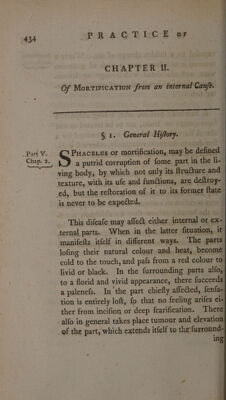 434 PRACTICE OF
CHAPTER II.
Of MORTIFICATION from an internal Cauſe.
§ 1. General Hiſtory.
Part V.
Chap. 2.
SPHACELUS or mortification, may be defined
a putrid corruption of ſome part in the li-
ving body, by which not only its ſtructure and
texture, with its uſe and functions, are deſtroy-
ed, but the reſtoration of it to its former ſtate
is never to be expected.
This diſeaſe may affect either internal or ex-
ternal parts. When in the latter ſituation, it
manifeſts itſelf in different ways. The parts
loſing their natural colour and heat, become
cold to the touch, and paſs from a red colour to
livid or black. In the ſurrounding parts alſo,
to a florid and vivid appearance, there ſucceeds
a paleneſs. In the part chiefly affected, ſenſa-
tion is entirely loſt, ſo that no feeling ariſes ei-
ther from inciſion or deep ſcarification. There
alſo in general takes place tumour and elevation
of the part, which extends itſelf to the ſurround-
ing